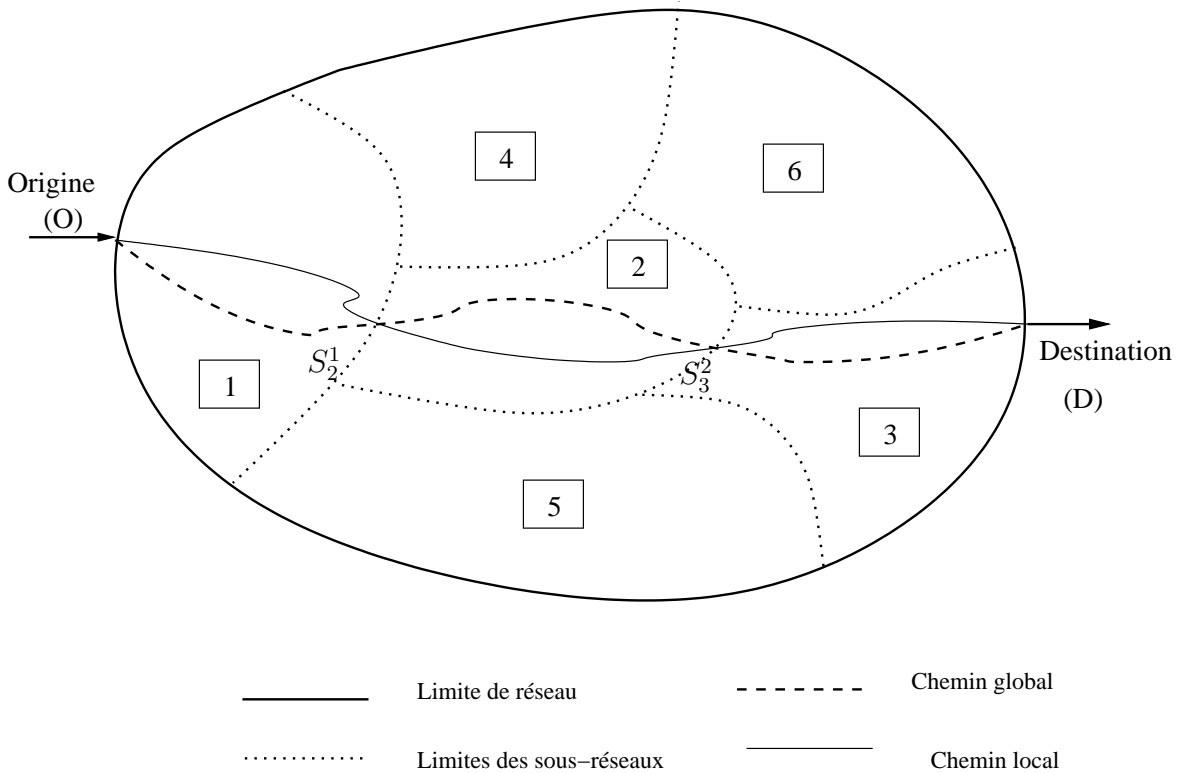 4
6
Origine
(O)
2
S_2^1
S_3^2
Destination
(D)
1
3
5
Limite de réseau
Chemin global
Limites des sous−réseaux
Chemin local